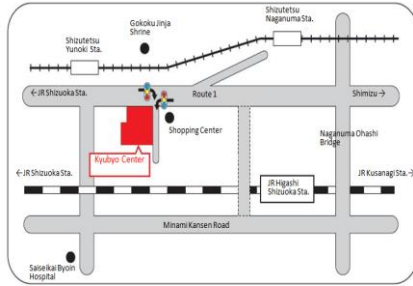 Shizutetsu
Naganuma Sta.
Gokoku Jinja
Shrine
Shizutetsu
Yunoki Sta.
←JR Shizuoka Sta.
Route 1
Shimizu→
Shopping Center
Naganuma Ohashi
Bridge
Kyubyo Center
←JR Shizuoka Sta.
JR Kusanagi Sta.→
JR Higashi
Shizuoka Sta.
Minami Kansen Road
Saiseikai Byoin
Hospital